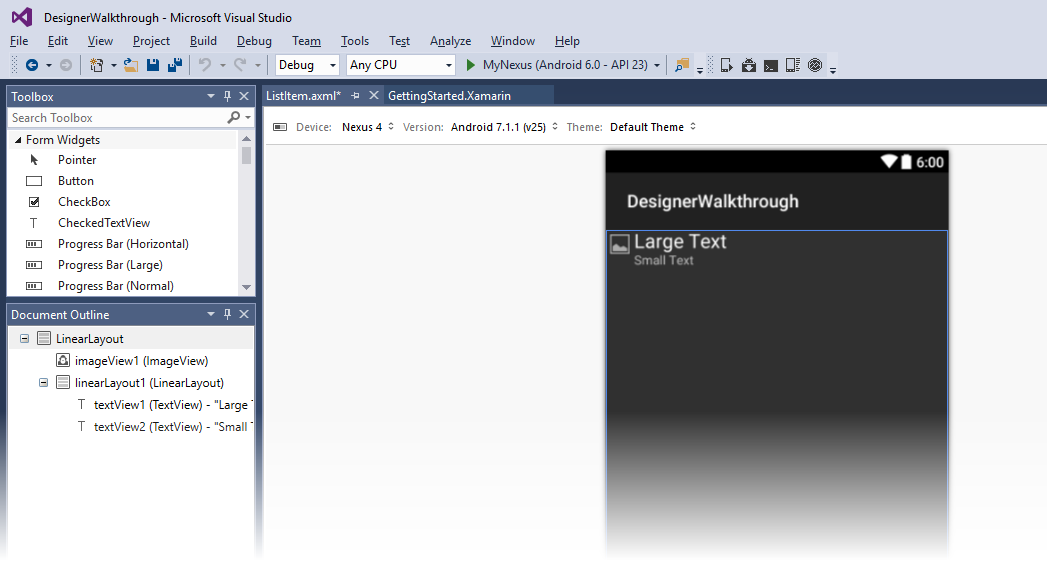 DesignerWalkthrough - Microsoft Visual Studio
File Edit View Project Build Debug Team Tools Test Analyze Window Help
Debug Any CPU MyNexus (Android 6.0 - API 23)
Toolbox
Search Toolbox
Form Widgets
Pointer
Button
CheckBox
CheckedTextView
Progress Bar (Horizontal)
Progress Bar (Large)
Progress Bar (Normal)
Document Outline
LinearLayout
imageView1 (ImageView)
linearLayout1 (LinearLayout)
textView1 (TextView) - "Large
textView2 (TextView) - "Small
ListItem.axml* GettingStarted.Xamarin
Device: Nexus 4 Version: Android 7.1.1 (v25) Theme: Default Theme
6:00
DesignerWalkthrough
Large Text
Small Text